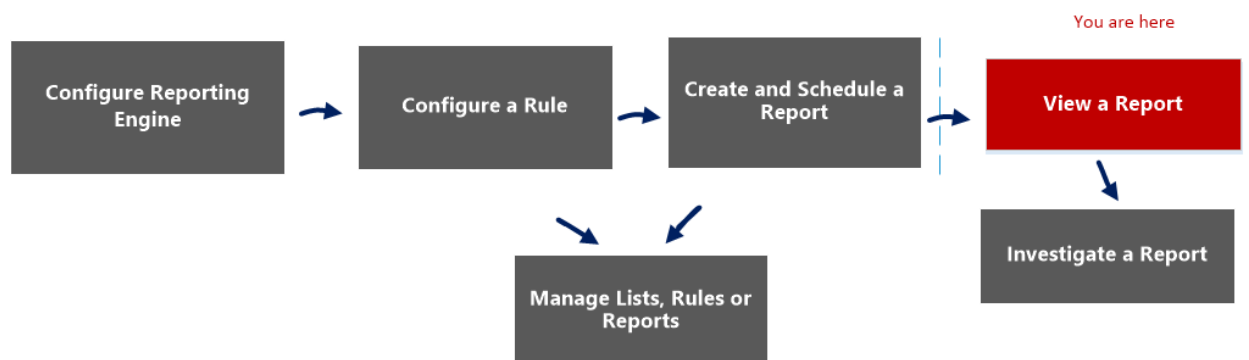 You are here
Configure Reporting
Engine
Configure a Rule
Create and Schedule a
Report
View a Report
Investigate a Report
Manage Lists, Rules or
Reports